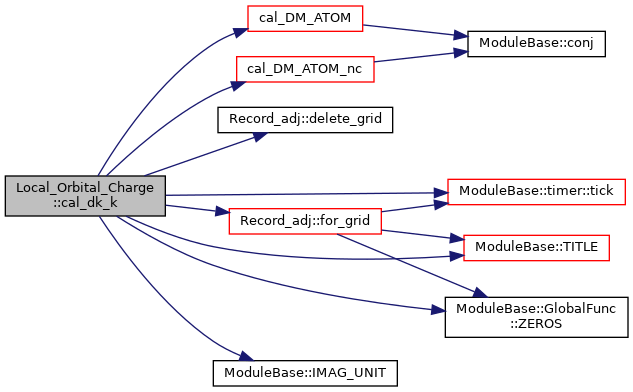 cal_DM_ATOM
ModuleBase::conj
cal_DM_ATOM_nc
Record_adj::delete_grid
Local_Orbital_Charge
::cal_dk_k
ModuleBase::timer::tick
Record_adj::for_grid
ModuleBase::TITLE
ModuleBase::GlobalFunc
::ZEROS
ModuleBase::IMAG_UNIT